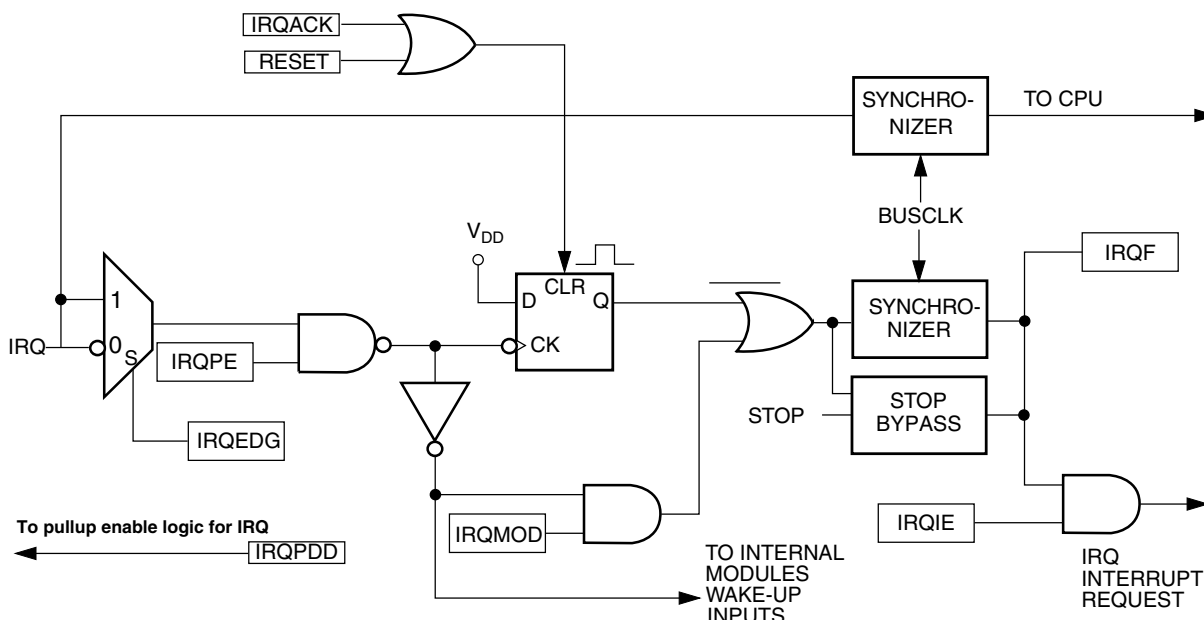 IRQACK
RESET
SYNCHRO-
NIZER
TO CPU
BUSCLK
VDD
CLR
D
Q
CK
IRQF
1
0
S
IRQ
IRQPE
IRQEDG
SYNCHRO-
NIZER
STOP
STOP
BYPASS
To pullup enable logic for IRQ
IRQPDD
IRQMOD
IRQIE
TO INTERNAL
MODULES
WAKE-UP
INPUTS
IRQ
INTERRUPT
REQUEST